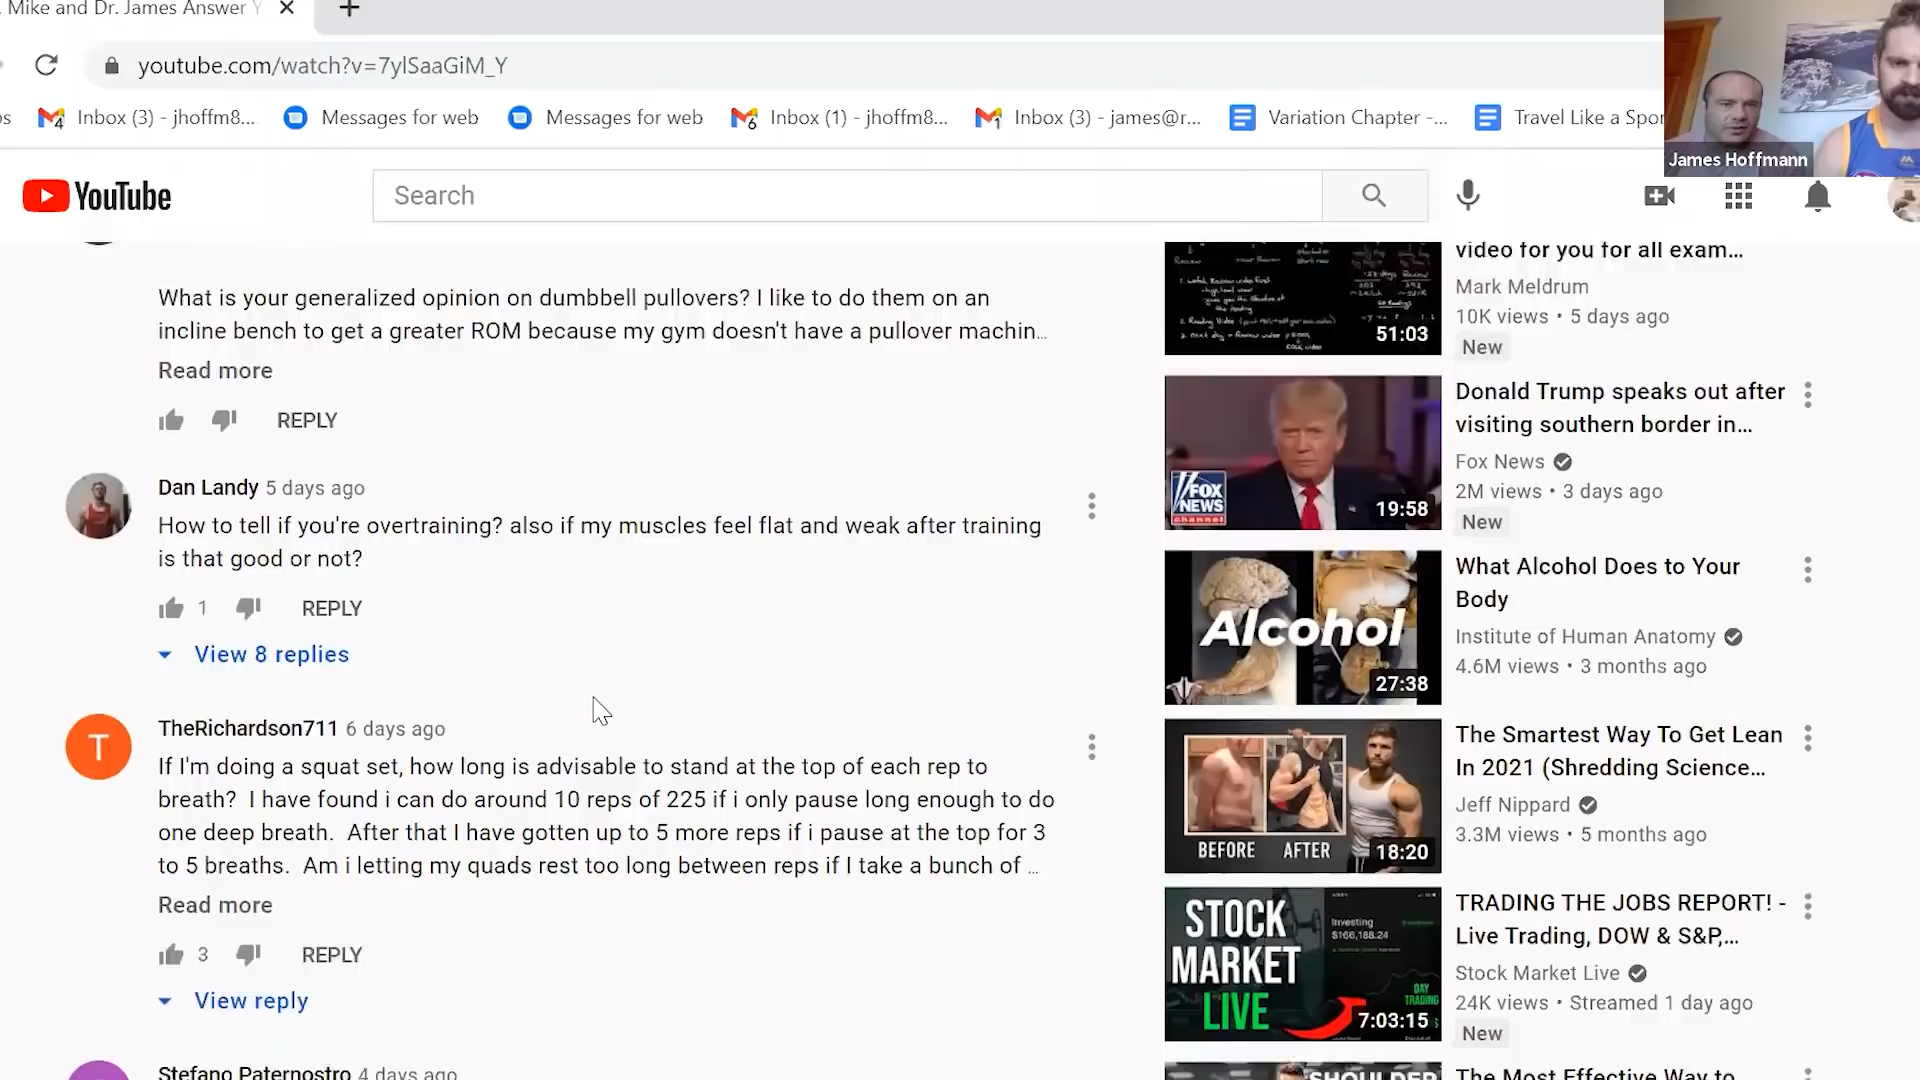 Mike and Dr. James Answer Y
youtube.com/watch?v=7ylSaaGiM_Y
Inbox (3) - jhoffm8...
Messages for web
Messages for web
Inbox (1) - jhoffm8...
Inbox (3) - james@r...
Variation Chapter -...
Travel Like a Spor
James Hoffmann
YouTube
Search
What is your generalized opinion on dumbbell pullovers? I like to do them on an
incline bench to get a greater ROM because my gym doesn't have a pullover machin...
Read more
REPLY
Dan Landy 5 days ago
How to tell if you're overtraining? also if my muscles feel flat and weak after training
is that good or not?
1
REPLY
View 8 replies
T
TheRichardson711 6 days ago
If I'm doing a squat set, how long is advisable to stand at the top of each rep to
breath? I have found i can do around 10 reps of 225 if i only pause long enough to do
one deep breath. After that I have gotten up to 5 more reps if i pause at the top for 3
to 5 breaths. Am i letting my quads rest too long between reps if I take a bunch of ...
Read more
3
REPLY
View reply
Stefano Paternostro 4 days ago
51:03
video for you for all exam...
Mark Meldrum
10K views • 5 days ago
New
FOX
NEWS
channel
19:58
Donald Trump speaks out after
visiting southern border in...
Fox News
2M views • 3 days ago
New
Alcohol
27:38
What Alcohol Does to Your
Body
Institute of Human Anatomy
4.6M views • 3 months ago
BEFORE AFTER
18:20
The Smartest Way To Get Lean
In 2021 (Shredding Science...
Jeff Nippard
3.3M views • 5 months ago
STOCK
MARKET
LIVE
Investing
$166,188.24
DAY
TRADING
7:03:15
TRADING THE JOBS REPORT! -
Live Trading, DOW & S&P,...
Stock Market Live
24K views • Streamed 1 day ago
New
SHOULDER
The Most Effective Way to